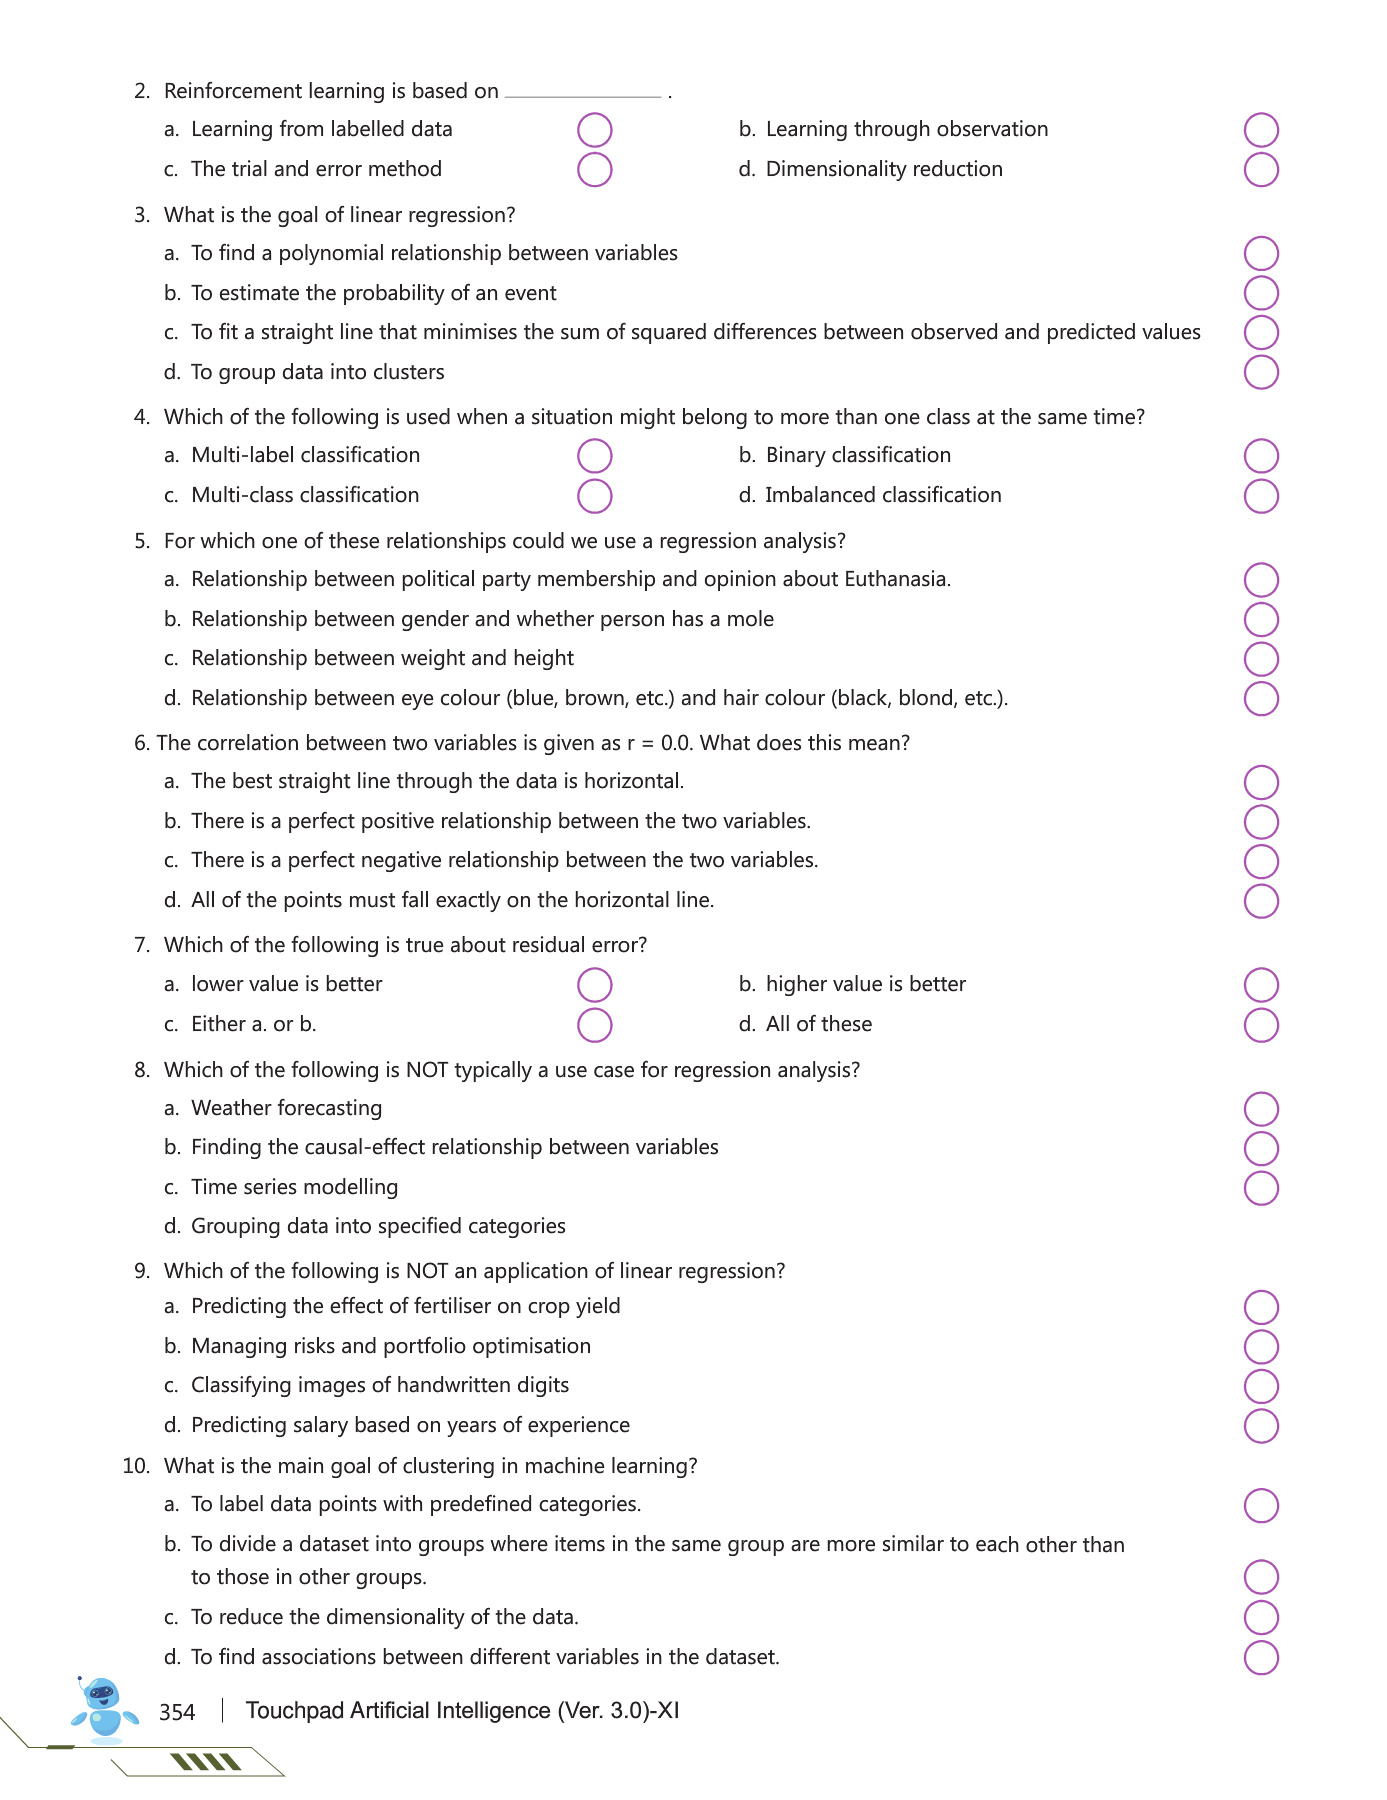 2. Reinforcement learning is based on ______________ .
a. Learning from labelled data b. Learning through observation
c. The trial and error method d. Dimensionality reduction
3. What is the goal of linear regression?
a. To find a polynomial relationship between variables
b. To estimate the probability of an event
c. To fit a straight line that minimises the sum of squared differences between observed and predicted values
d. To group data into clusters
4. Which of the following is used when a situation might belong to more than one class at the same time?
a. Multi-label classification b. Binary classification
c. Multi-class classification d. Imbalanced classification
5. For which one of these relationships could we use a regression analysis?
a. Relationship between political party membership and opinion about Euthanasia.
b. Relationship between gender and whether person has a mole
c. Relationship between weight and height
d. Relationship between eye colour (blue, brown, etc.) and hair colour (black, blond, etc.).
6. The correlation between two variables is given as r = 0.0. What does this mean?
a. The best straight line through the data is horizontal.
b. There is a perfect positive relationship between the two variables.
c. There is a perfect negative relationship between the two variables.
d. All of the points must fall exactly on the horizontal line.
7. Which of the following is true about residual error?
a. lower value is better b. higher value is better
c. Either a. or b. d. All of these
8. Which of the following is NOT typically a use case for regression analysis?
a. Weather forecasting
b. Finding the causal-effect relationship between variables
c. Time series modelling
d. Grouping data into specified categories
9. Which of the following is NOT an application of linear regression?
a. Predicting the effect of fertiliser on crop yield
b. Managing risks and portfolio optimisation
c. Classifying images of handwritten digits
d. Predicting salary based on years of experience
10. What is the main goal of clustering in machine learning?
a. To label data points with predefined categories.
b. To divide a dataset into groups where items in the same group are more similar to each other than
to those in other groups.
c. To reduce the dimensionality of the data.
d. To find associations between different variables in the dataset.
354 Touchpad Artificial Intelligence (Ver. 3.0)-XI